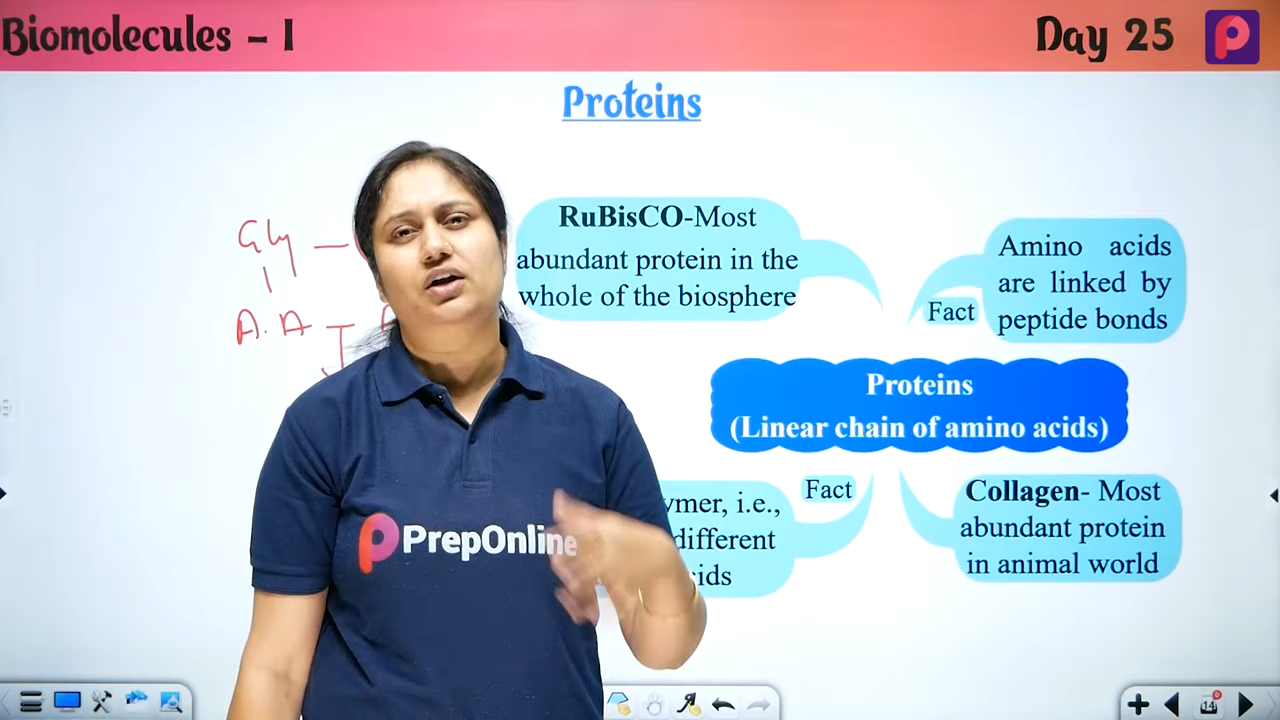 Biomolecules - I
Day 25
Proteins
Gly –
A. A
RuBisCO-Most
abundant protein in the
whole of the biosphere
Amino acids
are linked by
peptide bonds
Fact
Proteins
(Linear chain of amino acids)
Fact
i.e.,
different
Collagen- Most
abundant protein
in animal world
PrepOnline
14